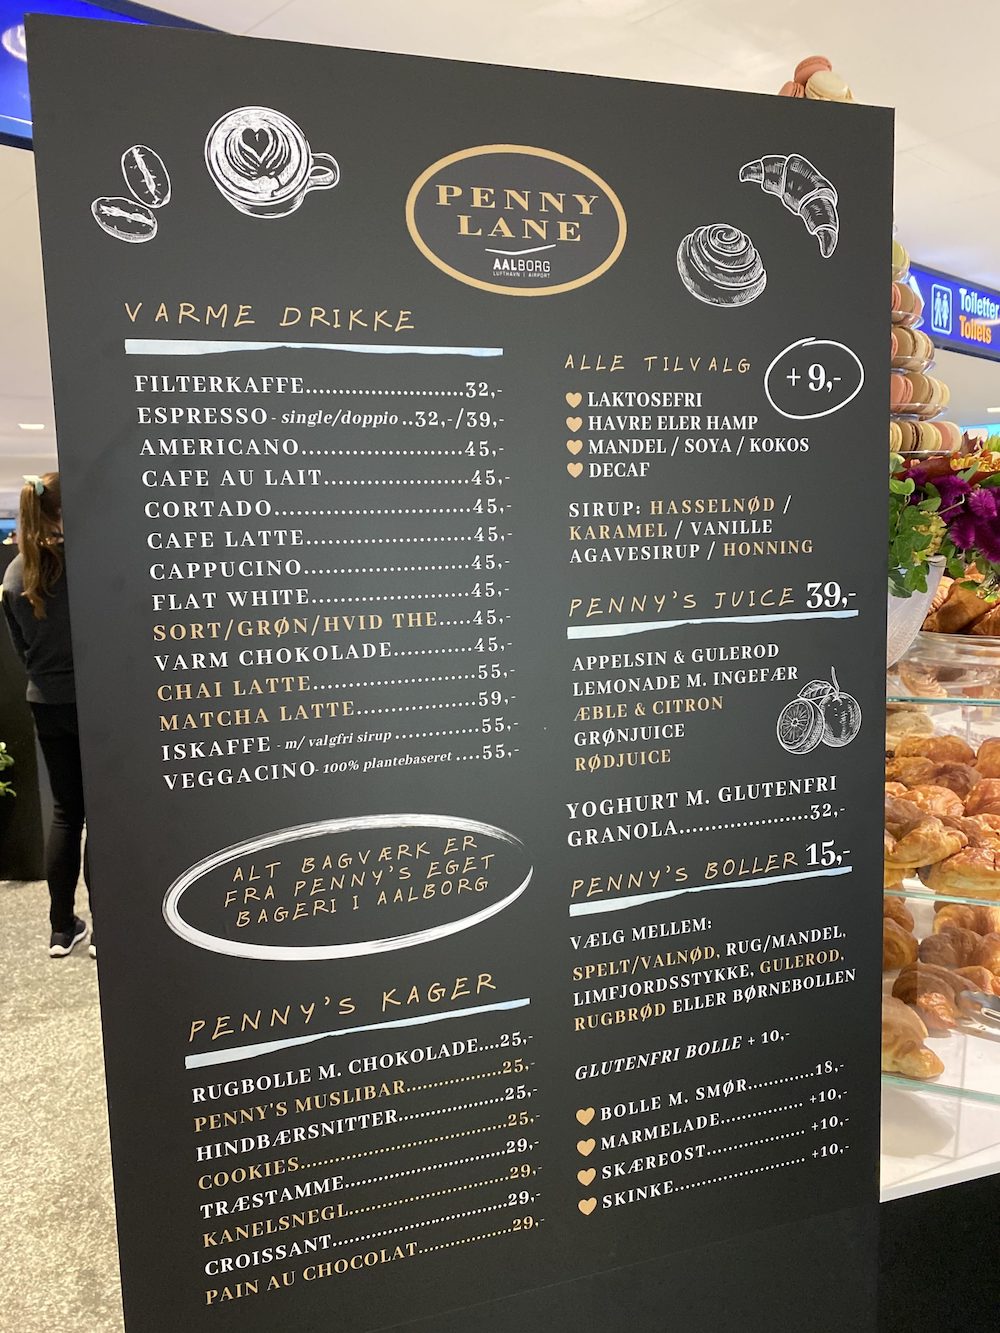 PENNY
LANE
AALBORG
LUFTHAVN | AIRPORT
VARME DRIKKE
FILTERKAFFE....................32,-
ESPRESSO - single/doppio ..32,-/39,-
AMERICANO....................45,-
CAFE AU LAIT....................45,-
CORTADO....................45,-
CAFE LATTE....................45,-
CAPPUCINO....................45,-
FLAT WHITE....................45,-
SORT/GRØN/HVID THE.....45,-
VARM CHOKOLADE............45,-
CHAI LATTE....................55,-
MATCHA LATTE...............59,-
ISKAFFE - m/ valgfri sirup ............55,-
VEGGACINO- 100% plantebaseret ....55,-
ALT BAGVÆRK ER
FRA PENNY'S EGET
BAGERI I AALBORG
PENNY'S KAGER
RUGBOLLE M. CHOKOLADE....25,-
PENNY'S MUSLIBAR...............25,-
HINDBÆRSNITTER...............25,-
COOKIES..............................25,-
TRÆSTAMME.......................29,-
KANELSNEGL.......................29,-
CROISSANT..........................29,-
PAIN AU CHOCOLAT...............29,-
ALLE TILVALG
+ 9,-
LAKTOSEFRI
HAVRE ELER HAMP
MANDEL / SOYA / KOKOS
DECAF
SIRUP: HASSELNØD /
KARAMEL / VANILLE
AGAVESIRUP / HONNING
PENNY'S JUICE 39,-
APPELSIN & GULEROD
LEMONADE M. INGEFÆR
ÆBLE & CITRON
GRØNJUICE
RØDJUICE
YOGHURT M. GLUTENFRI
GRANOLA......................32,-
PENNY'S BOLLER 15,-
VÆLG MELLEM:
SPELT/VALNØD, RUG/MANDEL,
LIMFJORDSSTYKKE, GULEROD,
RUGBRØD ELLER BØRNEBOLLEN
GLUTENFRI BOLLE + 10,-
BOLLE M. SMØR............18,-
MARMELADE............... +10,-
SKÆREOST.................. +10,-
SKINKE....................... +10,-
Toiletter
Toilets